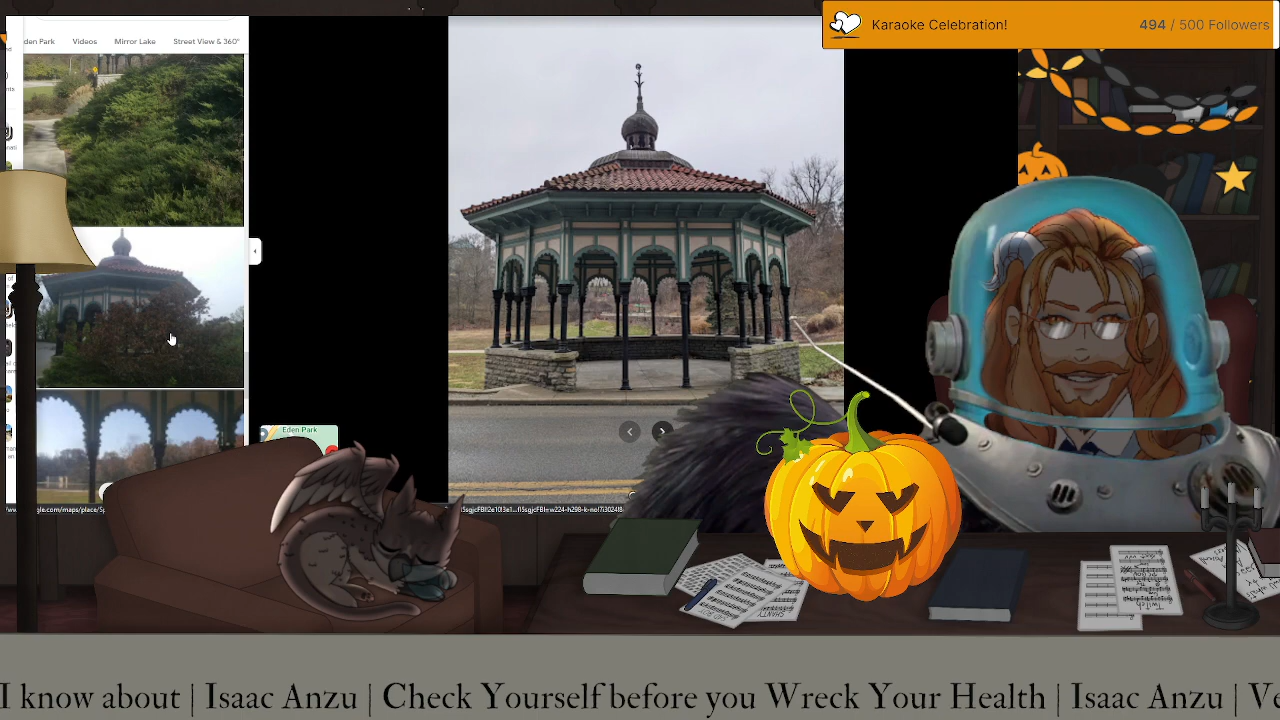 Karaoke Celebration! 494 / 500 Followers
den Park Videos Mirror Lake Street View & 360°
Eden Park
I know about | Isaac Anzu | Check Yourself before you Wreck Your Health | Isaac Anzu | Ve